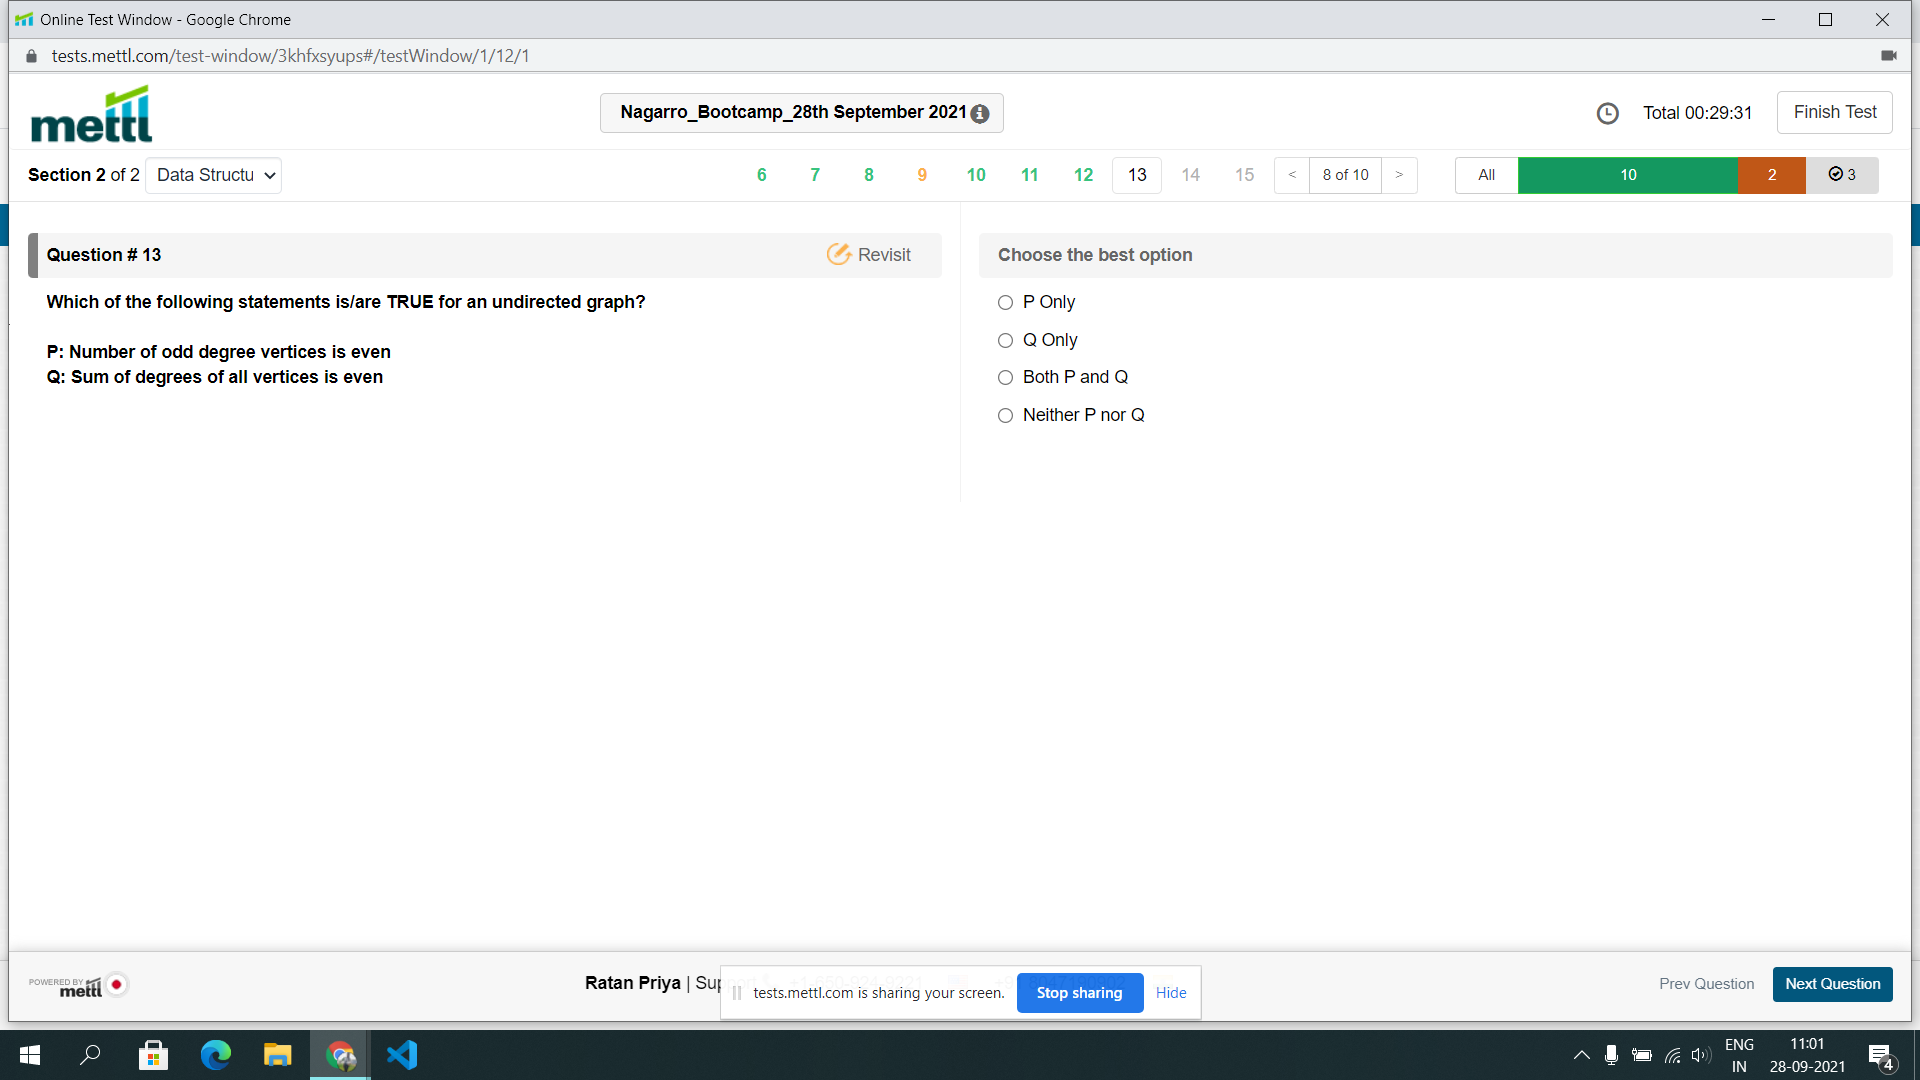 Online Test Window - Google Chrome
tests.mettl.com/test-window/3khfxsyups#/testWindow/1/12/1
mettl
Nagarro_Bootcamp_28th September 2021
Total 00:29:31
Finish Test
Section 2 of 2 Data Structu
6 7 8 9 10 11 12 13 14 15 < 8 of 10 > All 10 2 3
Question # 13
Revisit
Choose the best option
Which of the following statements is/are TRUE for an undirected graph?
P: Number of odd degree vertices is even
Q: Sum of degrees of all vertices is even
P Only
Q Only
Both P and Q
Neither P nor Q
POWERED BY mettl
Ratan Priya |
tests.mettl.com is sharing your screen. Stop sharing Hide
Prev Question
Next Question
ENG
IN
11:01
28-09-2021
4